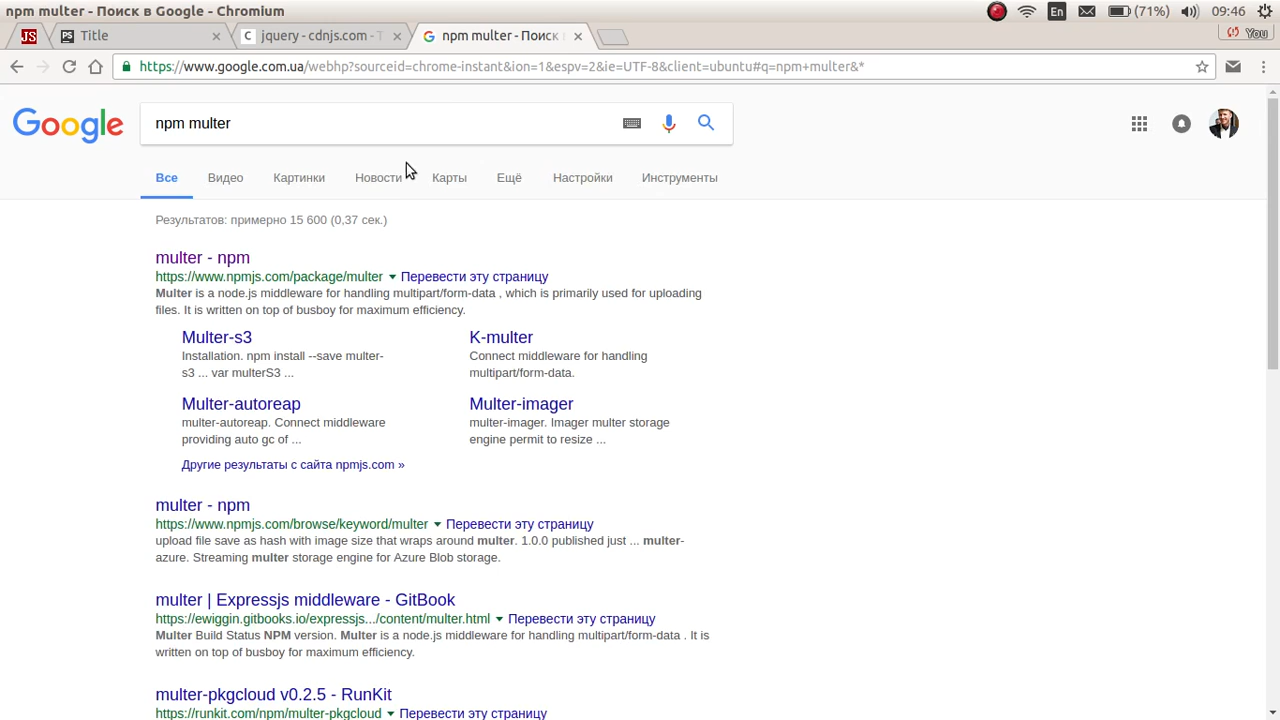 npm multer - Поиск в Google - Chromium
En
(71%)
09:46
JS
PS Title
C jquery - cdnjs.com - T
npm multer - Поиск
You
https://www.google.com.ua/webhp?sourceid=chrome-instant&ion=1&espv=2&ie=UTF-8&client=ubuntu#q=npm+multer&*
Google
npm multer
Все Видео Картинки Новости Карты Ещё Настройки Инструменты
Результатов: примерно 15 600 (0,37 сек.)
multer - npm
https://www.npmjs.com/package/multer Перевести эту страницу
Multer is a node.js middleware for handling multipart/form-data , which is primarily used for uploading
files. It is written on top of busboy for maximum efficiency.
Multer-s3
Installation. npm install --save multer-
s3 ... var multerS3 ...
K-multer
Connect middleware for handling
multipart/form-data.
Multer-autoreap
multer-autoreap. Connect middleware
providing auto gc of ...
Multer-imager
multer-imager. Imager multer storage
engine permit to resize ...
Другие результаты с сайта npmjs.com »
multer - npm
https://www.npmjs.com/browse/keyword/multer Перевести эту страницу
upload file save as hash with image size that wraps around multer. 1.0.0 published just ... multer-
azure. Streaming multer storage engine for Azure Blob storage.
multer | Expressjs middleware - GitBook
https://ewiggin.gitbooks.io/expressjs.../content/multer.html Перевести эту страницу
Multer Build Status NPM version. Multer is a node.js middleware for handling multipart/form-data . It is
written on top of busboy for maximum efficiency.
multer-pkgcloud v0.2.5 - RunKit
https://runkit.com/npm/multer-pkgcloud Перевести эту страницу